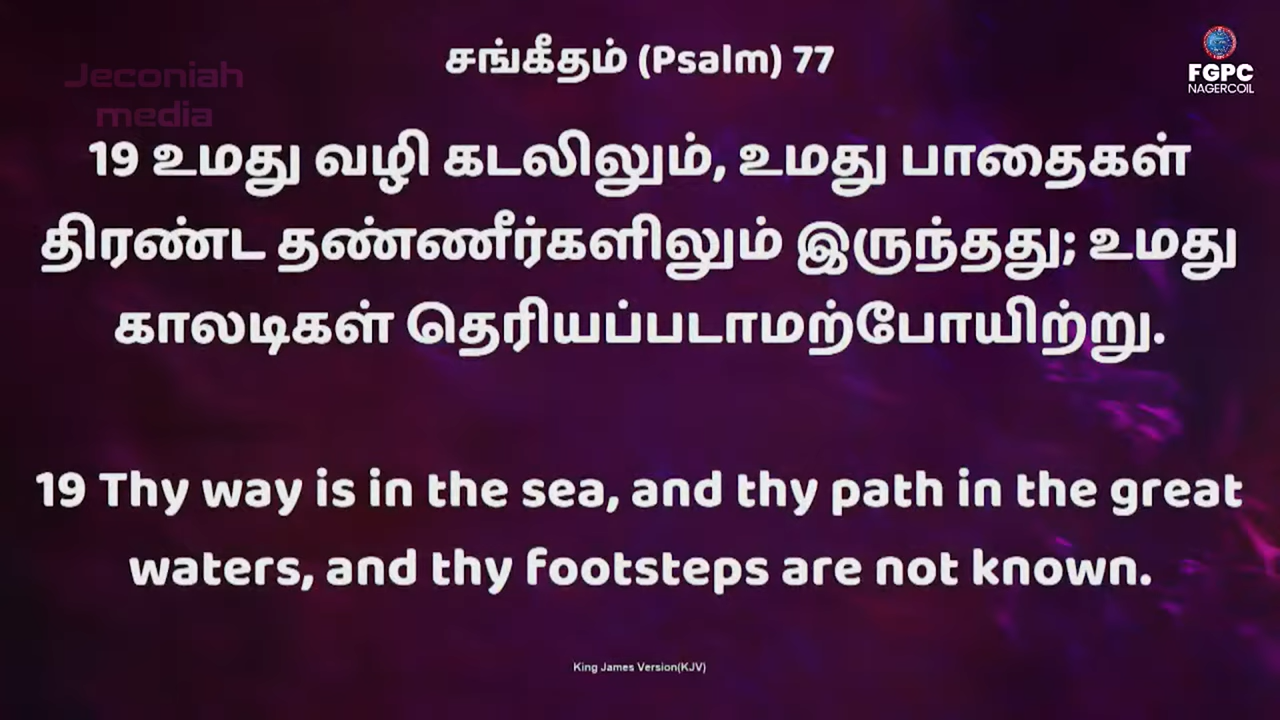 சங்கீதம் (Psalm) 77
Jeconiah
media
FGPC
NAGERCOIL
19 உமது வழி கடலிலும், உமது பாதைகள்
திரண்ட தண்ணீர்களிலும் இருந்தது; உமது
காலடிகள் தெரியப்படாமற்போயிற்று.
19 Thy way is in the sea, and thy path in the great
waters, and thy footsteps are not known.
King James Version(KJV)